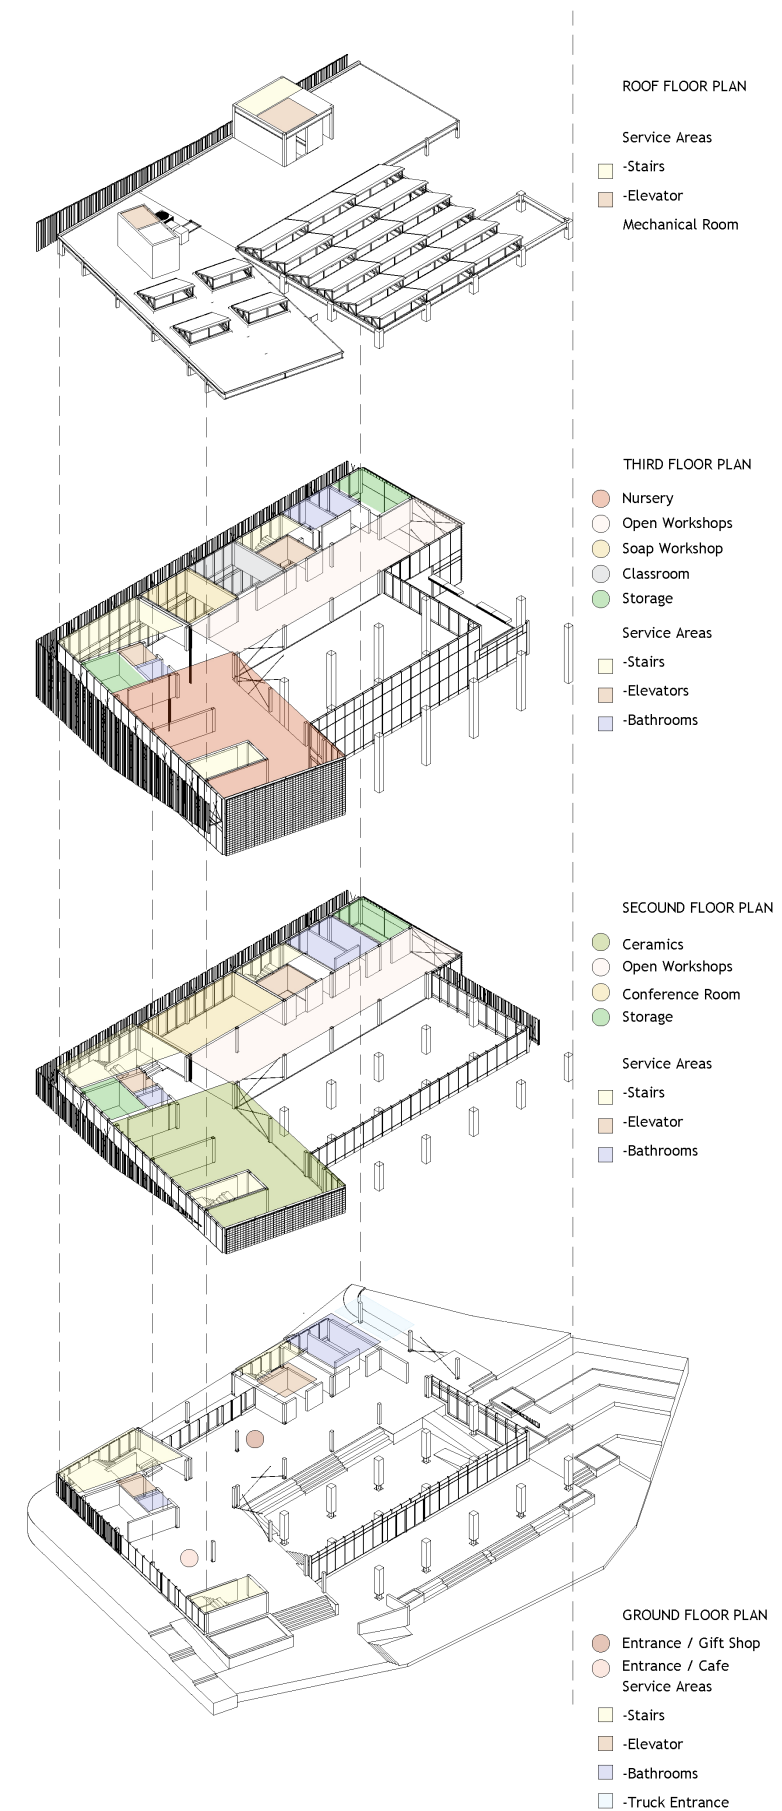 ROOF FLOOR PLAN
Service Areas
-Stairs
-Elevator
Mechanical Room
THIRD FLOOR PLAN
Nursery
Open Workshops
Soap Workshop
Classroom
Storage
Service Areas
-Stairs
-Elevators
-Bathrooms
SECOUND FLOOR PLAN
Ceramics
Open Workshops
Conference Room
Storage
Service Areas
-Stairs
-Elevator
-Bathrooms
GROUND FLOOR PLAN
Entrance / Gift Shop
Entrance / Cafe
Service Areas
-Stairs
-Elevator
-Bathrooms
-Truck Entrance